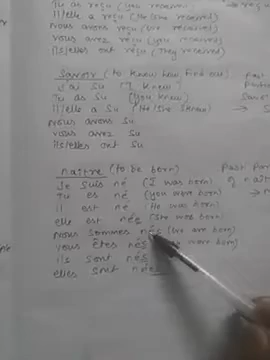 Tu as reçu (you received)
Il/elle a reçu (He/she received)
Nous avons reçu (we received)
vous avez reçu (you received)
ils/elles ont reçu (They received)
Savoir (to know, how, find out)
J'ai su (I knew)
Tu as su (you knew)
Il/elle a su (He/she knew)
nous avons su
vous avez su
ils/elles ont su
naître (to be born)
Je suis né (I was born)
Tu es né (you were born)
il est né (He was born)
elle est née (she was born)
nous sommes nés (we are born)
vous êtes nés were born)
ils sont nés
elles sont nées